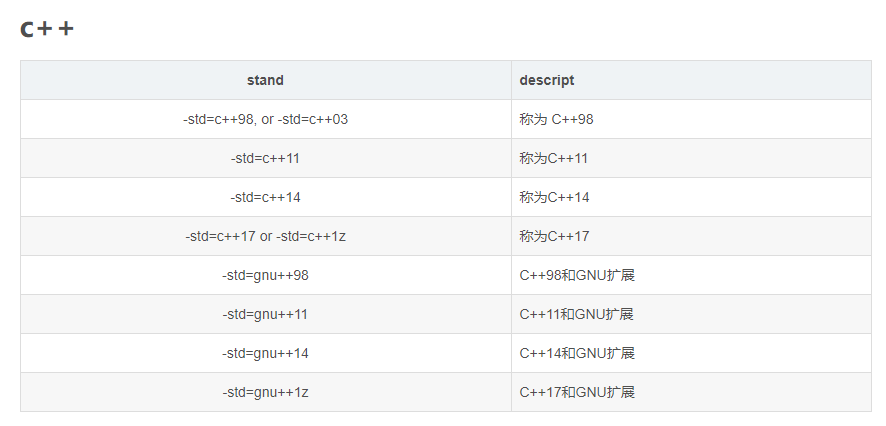 c++
stand descript
-std=c++98, or -std=c++03 称为 C++98
-std=c++11 称为C++11
-std=c++14 称为C++14
-std=c++17 or -std=c++1z 称为C++17
-std=gnu++98 C++98和GNU扩展
-std=gnu++11 C++11和GNU扩展
-std=gnu++14 C++14和GNU扩展
-std=gnu++1z C++17和GNU扩展